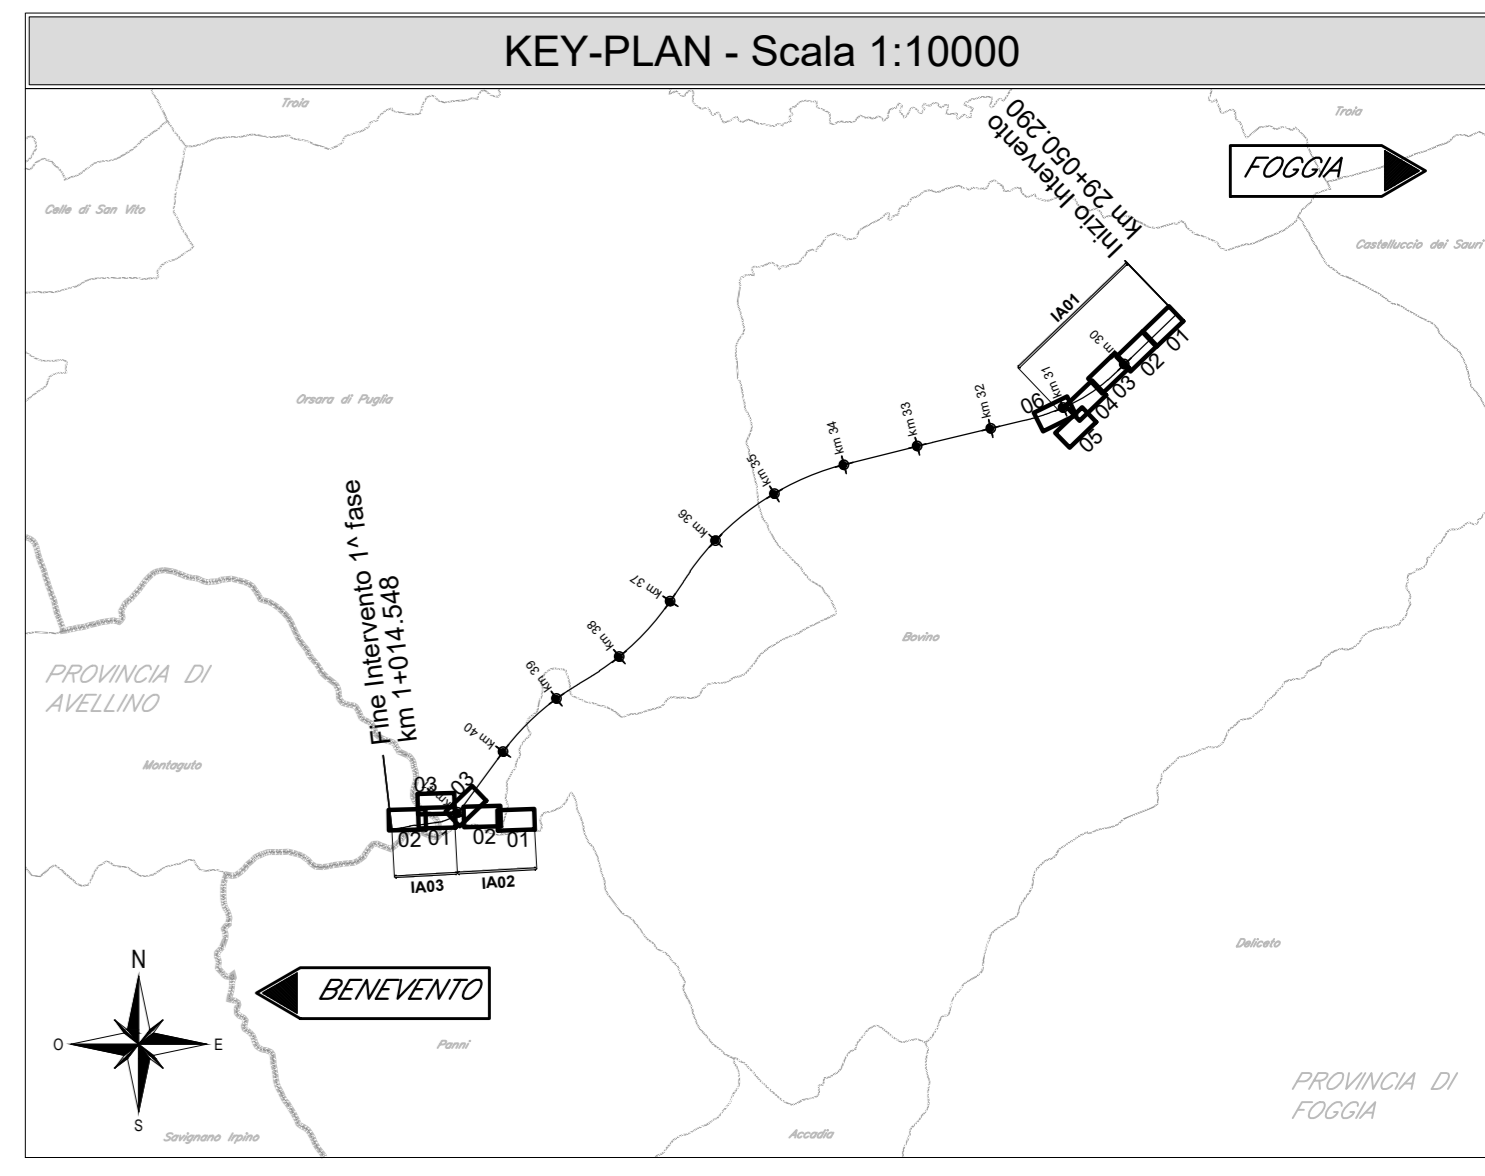 KEY-PLAN - Scala 1:10000
Troia
Troia
FOGGIA
Inizio Intervento
km 29+050.290
Celle di San Vito
Castelluccio dei Sauri
IA01
01
02
03
04
05
06
km 30
km 31
km 32
km 33
km 34
km 35
km 36
km 37
km 38
km 39
km 40
Orsara di Puglia
Bovino
Fine Intervento 1^ fase
km 1+014.548
PROVINCIA DI
AVELLINO
Montaguto
03
03
km
02
01
02
01
IA03
IA02
Deliceto
N
O
E
S
BENEVENTO
Panni
PROVINCIA DI
FOGGIA
Savignano Irpino
Accadia